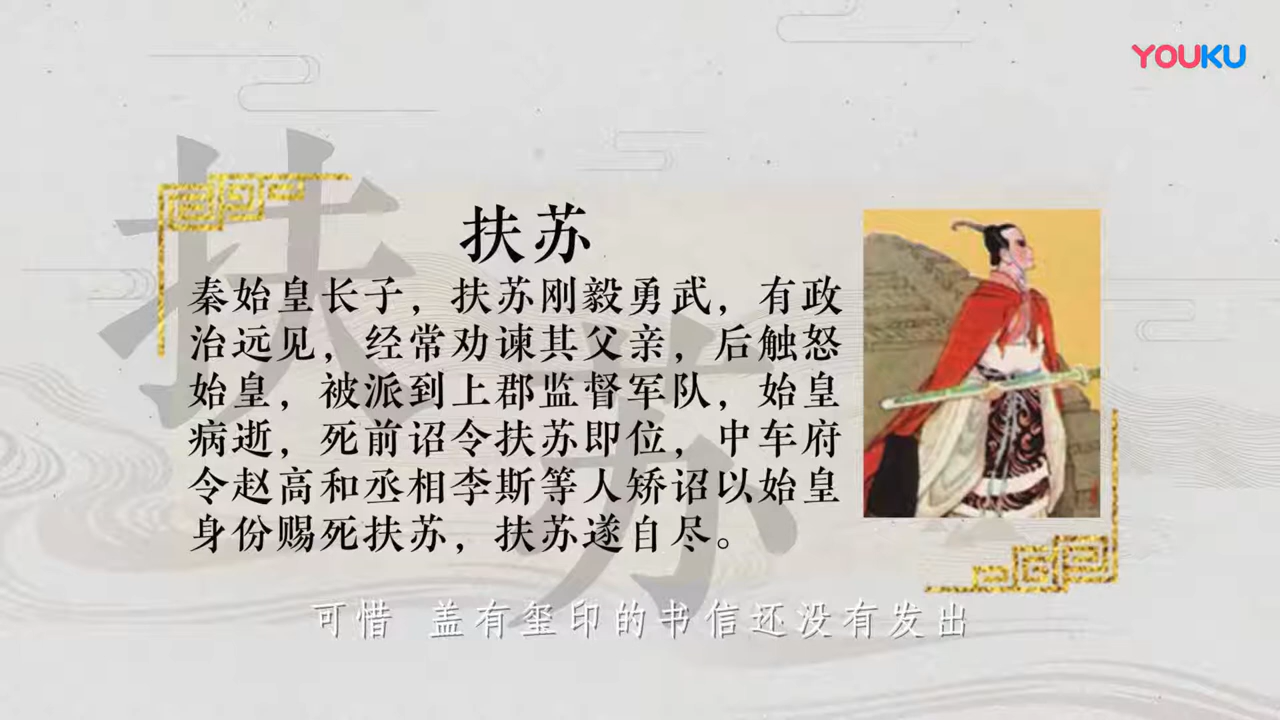 YOUKU
扶苏
扶苏
秦始皇长子，扶苏刚毅勇武，有政
治远见，经常劝谏其父亲，后触怒
始皇，被派到上郡监督军队，始皇
病逝，死前诏令扶苏即位，中车府
令赵高和丞相李斯等人矫诏以始皇
身份赐死扶苏，扶苏遂自尽。
可惜 盖有玺印的书信还没有发出